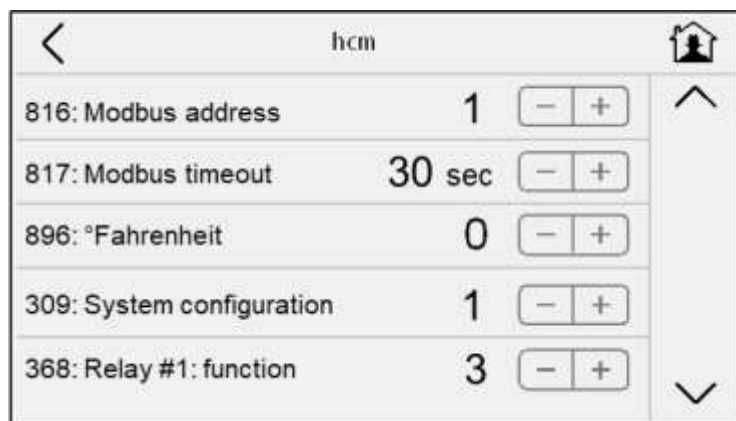 hcm
816: Modbus address 1 - +
817: Modbus timeout 30 sec - +
896: °Fahrenheit 0 - +
309: System configuration 1 - +
368: Relay #1: function 3 - +